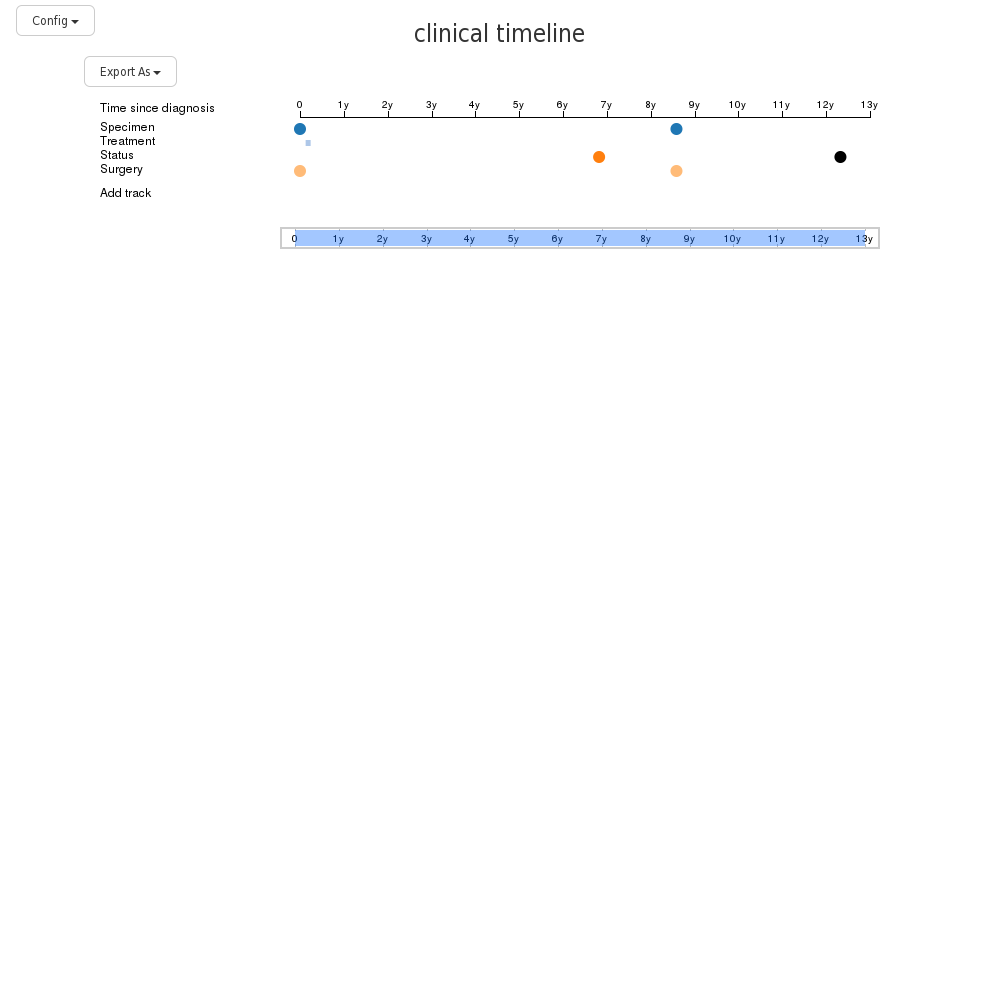 Config
clinical timeline
Export As
Time since diagnosis 0 1y 2y 3y 4y 5y 6y 7y 8y 9y 10y 11y 12y 13y
Specimen
Treatment
Status
Surgery
Add track
0 1y 2y 3y 4y 5y 6y 7y 8y 9y 10y 11y 12y 13y